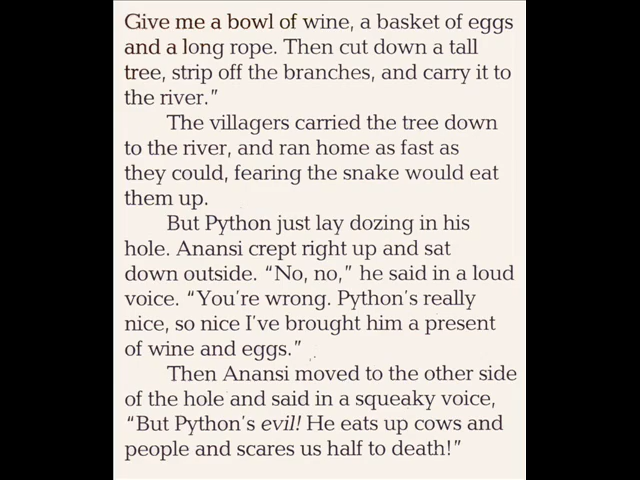 Give me a bowl of wine, a basket of eggs
and a long rope. Then cut down a tall
tree, strip off the branches, and carry it to
the river.”
The villagers carried the tree down
to the river, and ran home as fast as
they could, fearing the snake would eat
them up.
But Python just lay dozing in his
hole. Anansi crept right up and sat
down outside. “No, no,” he said in a loud
voice. “You’re wrong. Python’s really
nice, so nice I’ve brought him a present
of wine and eggs.”
Then Anansi moved to the other side
of the hole and said in a squeaky voice,
“But Python’s evil! He eats up cows and
people and scares us half to death!”